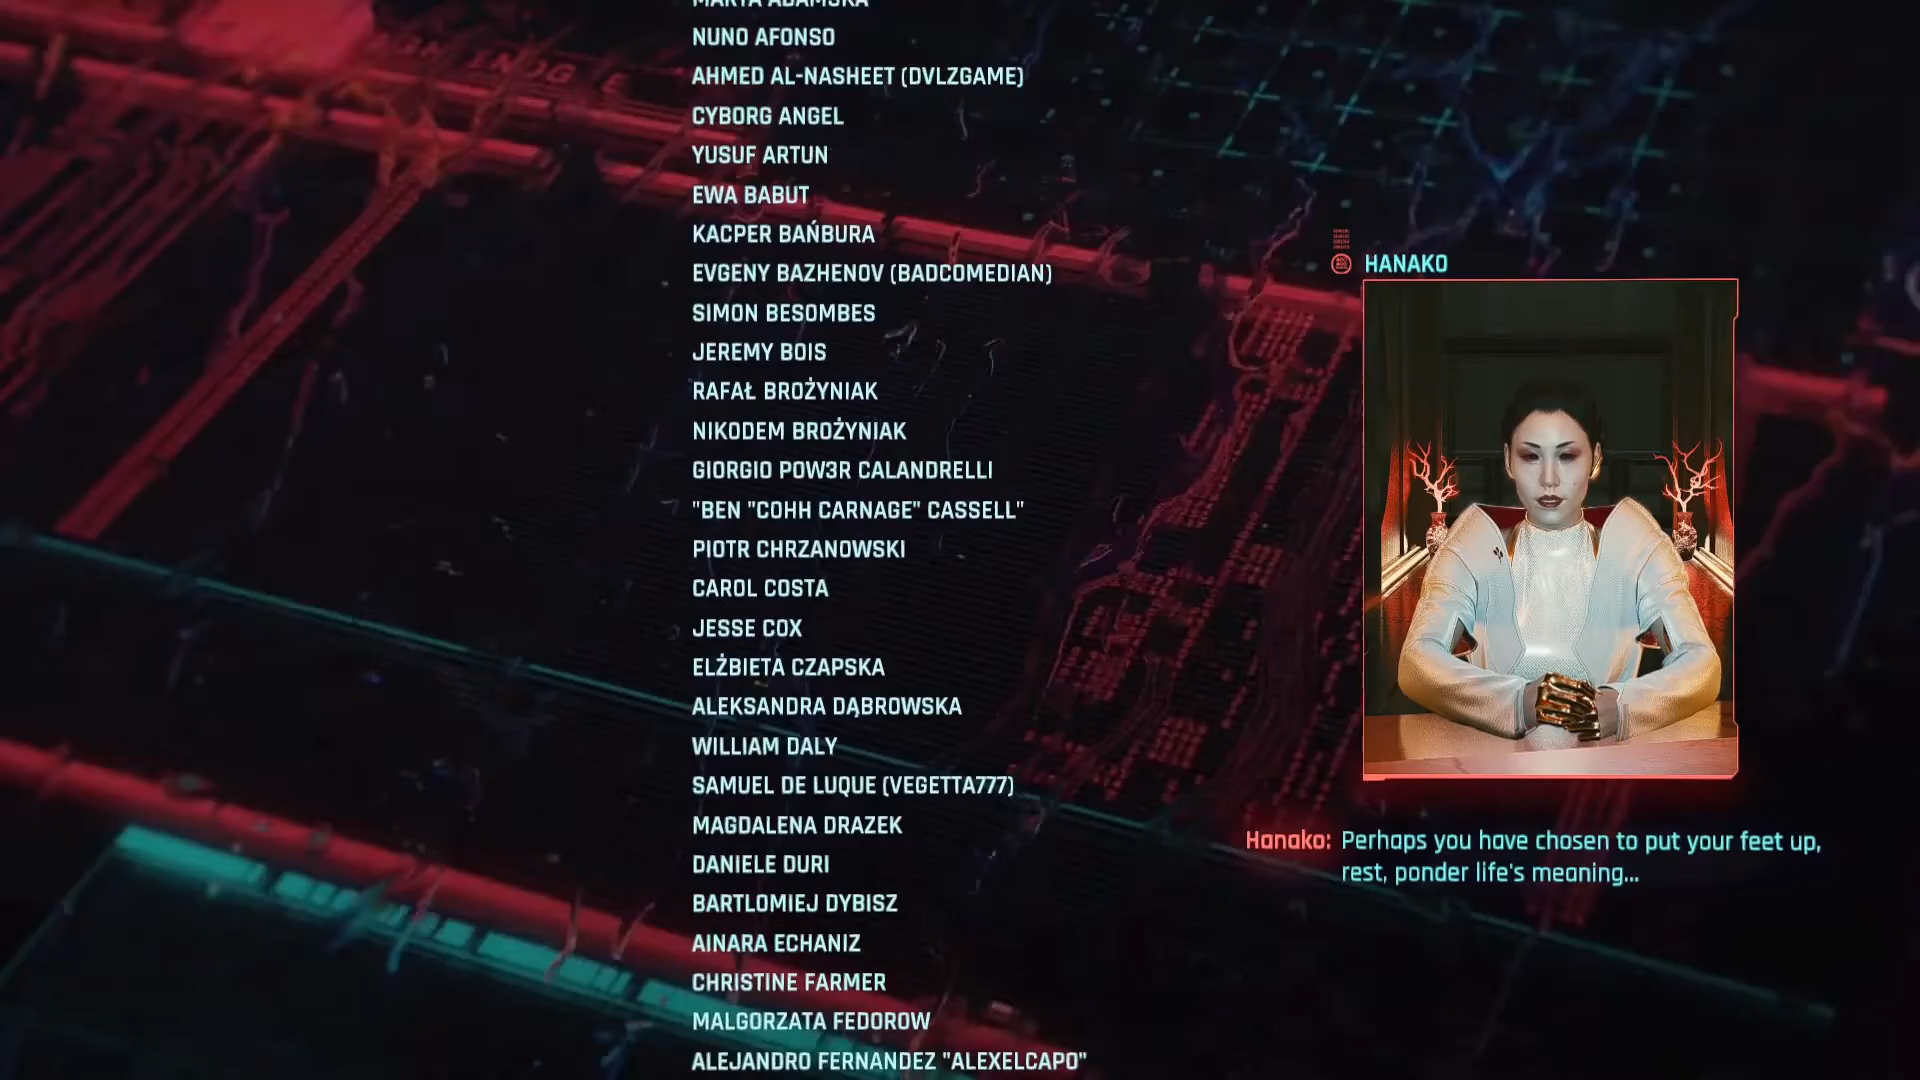 MARTA ADAMSKA
NUNO AFONSO
AHMED AL-NASHEET (DVLZGAME)
CYBORG ANGEL
YUSUF ARTUN
EWA BABUT
KACPER BAŃBURA
EVGENY BAZHENOV (BADCOMEDIAN)
SIMON BESOMBES
JEREMY BOIS
RAFAŁ BROŻYNIAK
NIKODEM BROŻYNIAK
GIORGIO POW3R CALANDRELLI
"BEN "COHH CARNAGE" CASSELL"
PIOTR CHRZANOWSKI
CAROL COSTA
JESSE COX
ELŻBIETA CZAPSKA
ALEKSANDRA DĄBROWSKA
WILLIAM DALY
SAMUEL DE LUQUE (VEGETTA777)
MAGDALENA DRAZEK
DANIELE DURI
BARTLOMIEJ DYBISZ
AINARA ECHANIZ
CHRISTINE FARMER
MALGORZATA FEDOROW
ALEJANDRO FERNANDEZ "ALEXELCAPO"
HANAKO
Hanako: Perhaps you have chosen to put your feet up,
rest, ponder life's meaning...